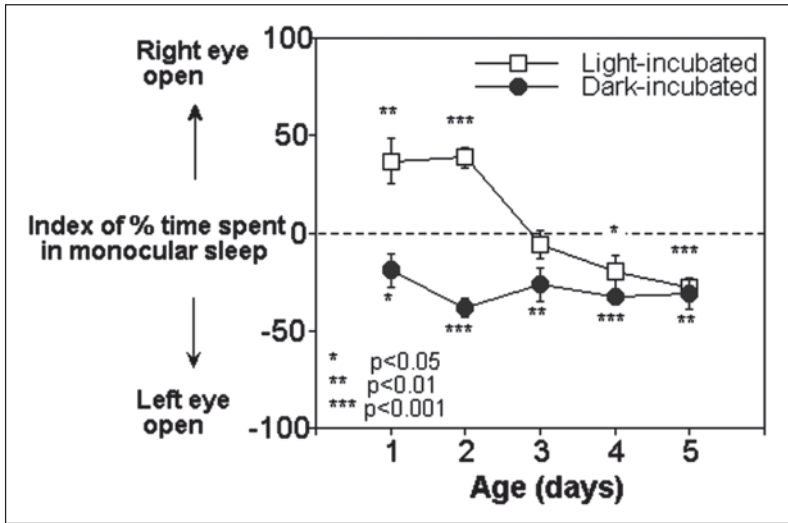 Right eye
open
Index of % time spent
in monocular sleep
Left eye
open
100
50
0
-50
-100
Light-incubated
Dark-incubated
**
***
*
***
*
***
**
***
**
* p<0.05
** p<0.01
*** p<0.001
1 2 3 4 5
Age (days)